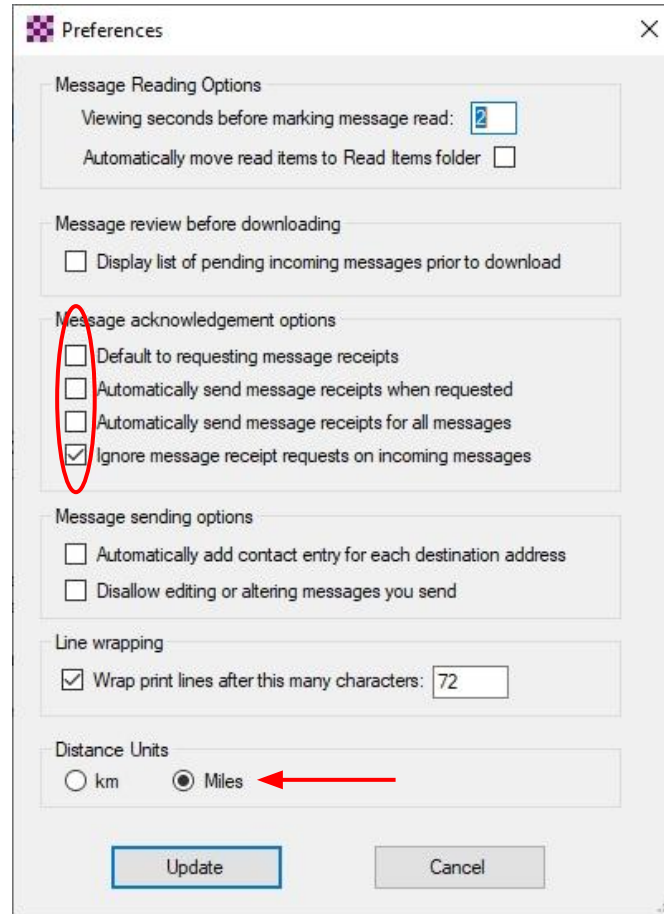 Preferences
Message Reading Options
Viewing seconds before marking message read: 2
Automatically move read items to Read Items folder
Message review before downloading
Display list of pending incoming messages prior to download
Message acknowledgement options
Default to requesting message receipts
Automatically send message receipts when requested
Automatically send message receipts for all messages
Ignore message receipt requests on incoming messages
Message sending options
Automatically add contact entry for each destination address
Disallow editing or altering messages you send
Line wrapping
Wrap print lines after this many characters: 72
Distance Units
km Miles
Update Cancel